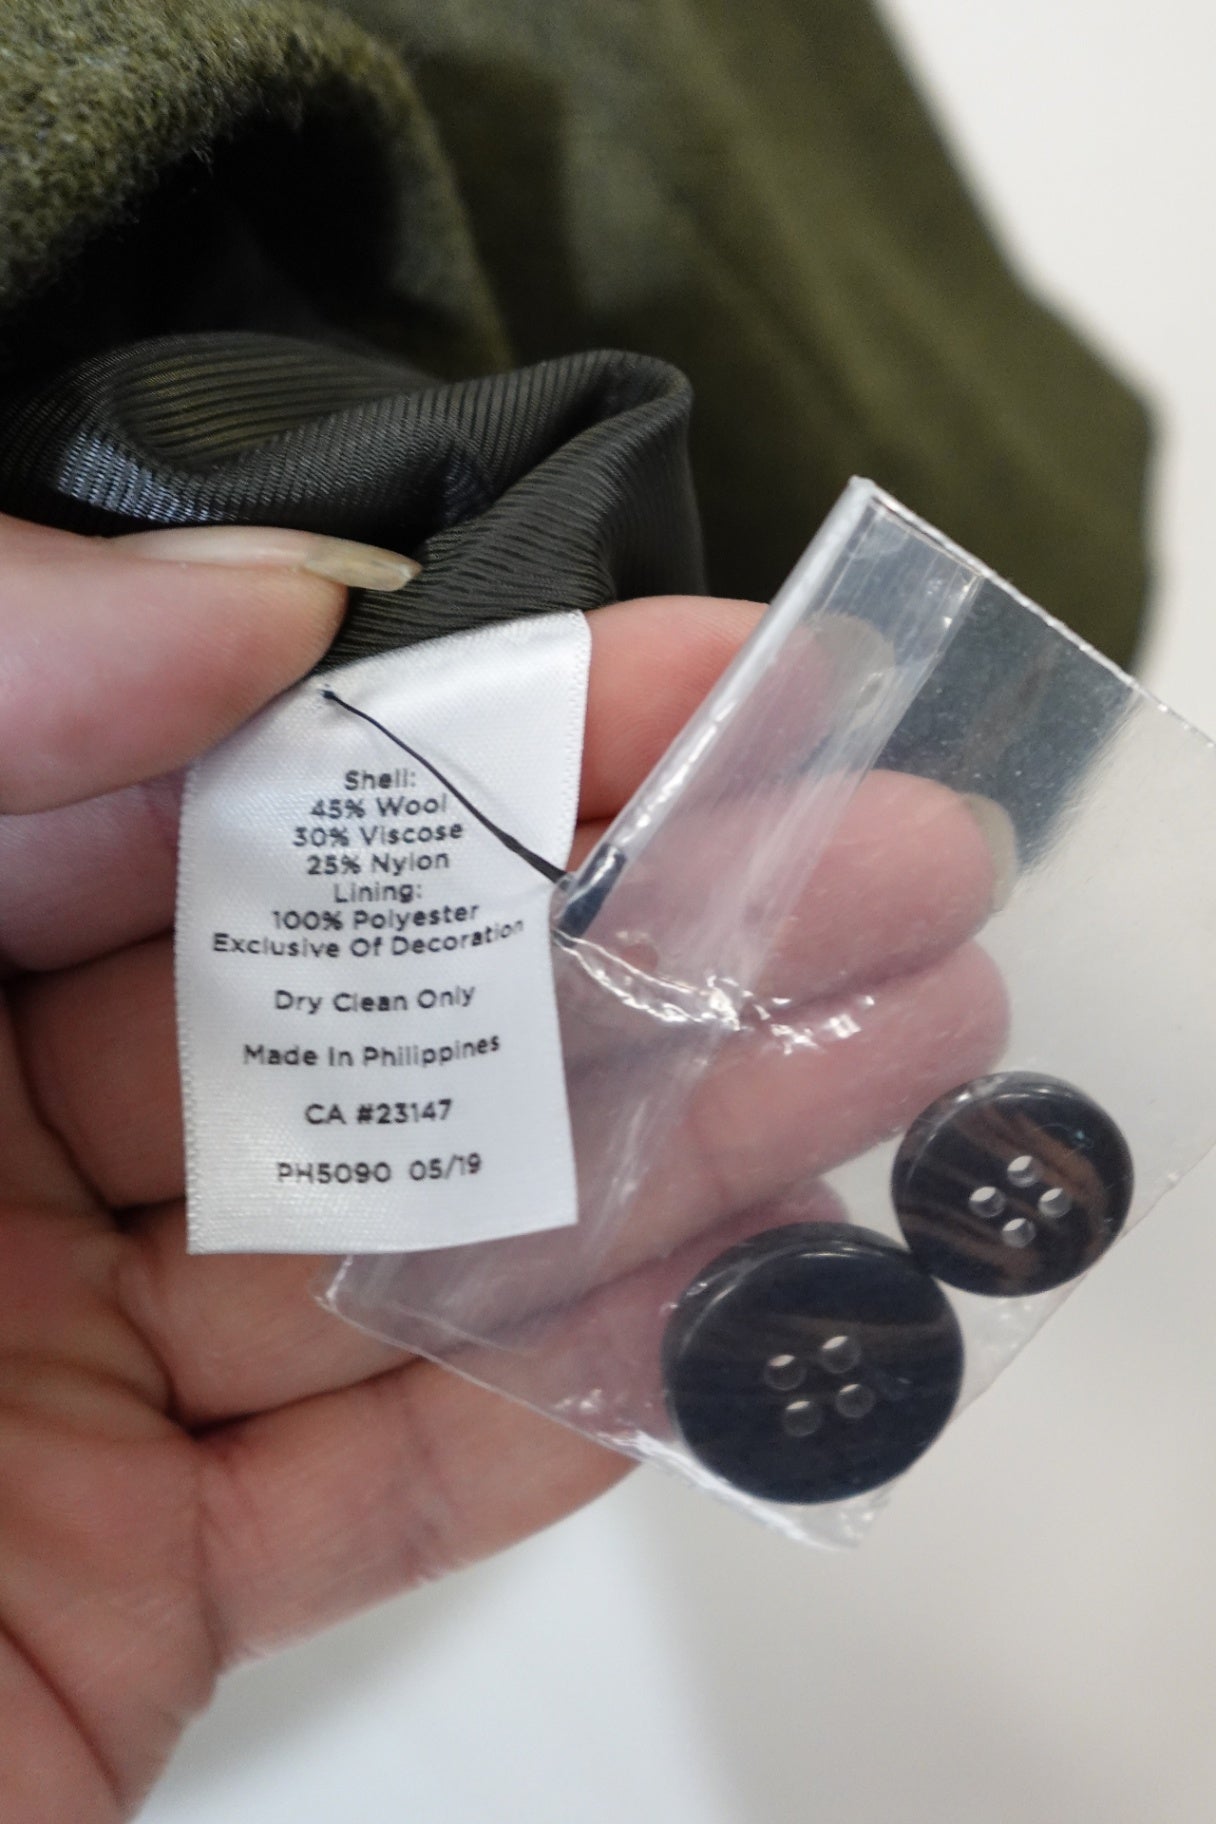 Shell:
45% Wool
30% Viscose
25% Nylon
Lining:
100% Polyester
Exclusive Of Decoration
Dry Clean Only
Made In Philippines
CA #23147
PH5090 05/19